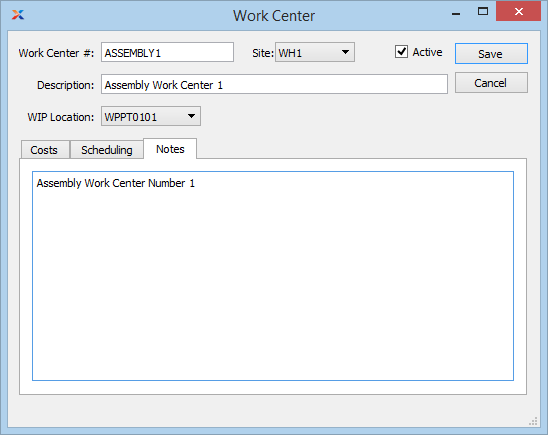 Work Center
Work Center #: ASSEMBLY1 Site: WH1 Active Save
Description: Assembly Work Center 1 Cancel
WIP Location: WPPT0101
Costs Scheduling Notes
Assembly Work Center Number 1